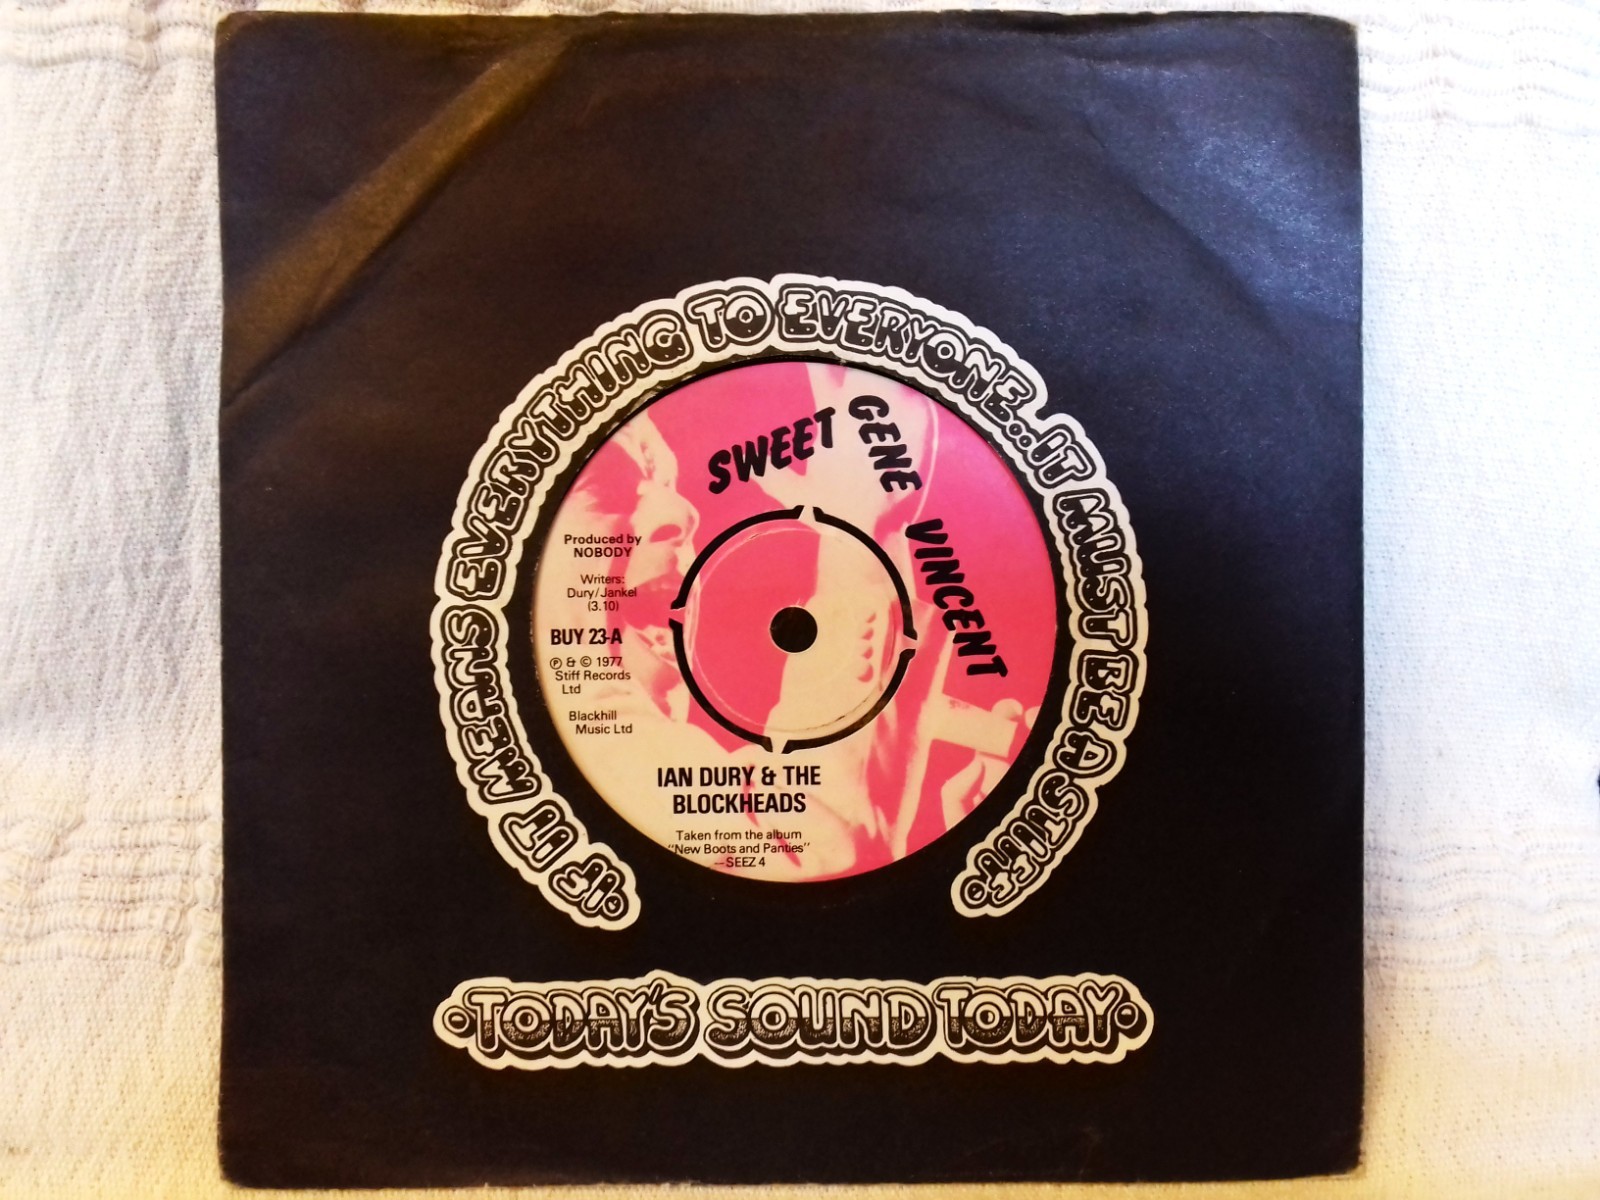 ·IF IT MEANS EVERYTHING TO EVERYONE...IT MUST BE A STIFF·
SWEET GENE VINCENT
Produced by
NOBODY
Writers:
Dury/Jankel
(3.10)
BUY 23-A
Ⓟ & © 1977
Stiff Records
Ltd
Blackhill
Music Ltd
IAN DURY & THE
BLOCKHEADS
Taken from the album
"New Boots and Panties"
—SEEZ 4
·TODAY'S SOUND TODAY·